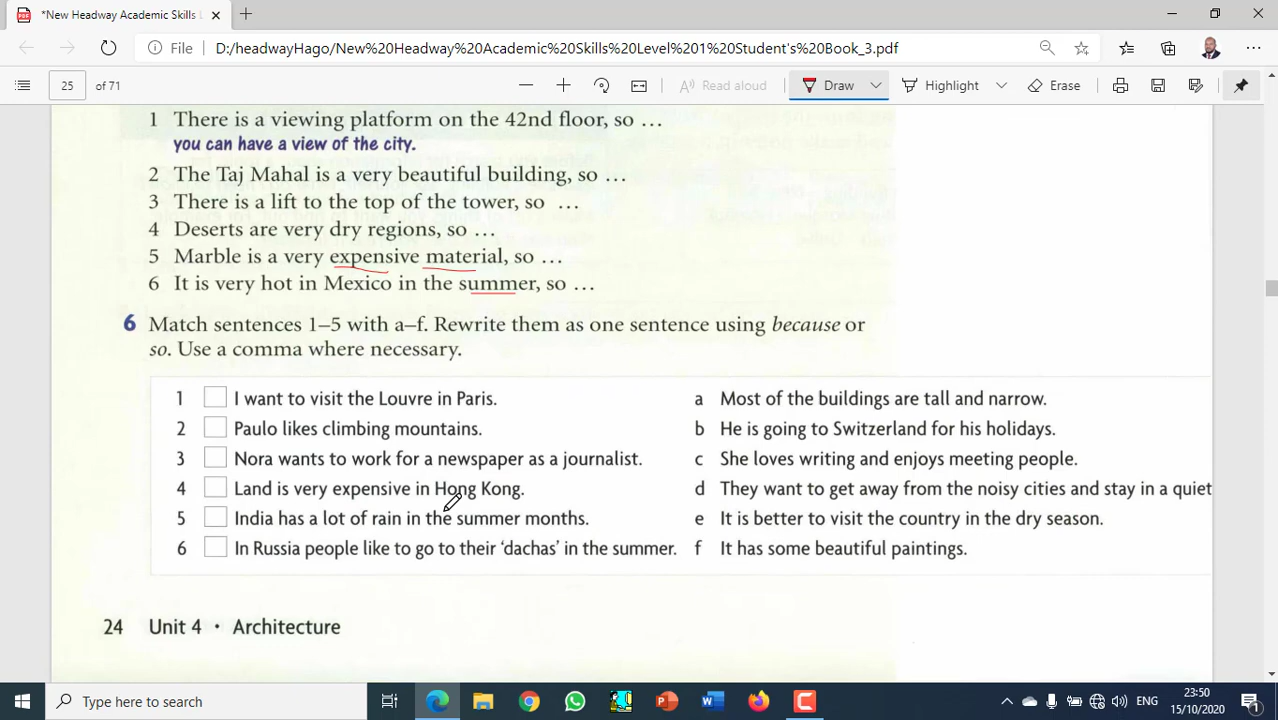 *New Headway Academic Skills L
File
D:/headwayHago/New%20Headway%20Academic%20Skills%20Level%201%20Student's%20Book_3.pdf
25 of 71
Read aloud
Draw
Highlight
Erase
1 There is a viewing platform on the 42nd floor, so ...
you can have a view of the city.
2 The Taj Mahal is a very beautiful building, so ...
3 There is a lift to the top of the tower, so ...
4 Deserts are very dry regions, so ...
5 Marble is a very expensive material, so ...
6 It is very hot in Mexico in the summer, so ...
6 Match sentences 1–5 with a–f. Rewrite them as one sentence using because or
so. Use a comma where necessary.
1 I want to visit the Louvre in Paris. a Most of the buildings are tall and narrow.
2 Paulo likes climbing mountains. b He is going to Switzerland for his holidays.
3 Nora wants to work for a newspaper as a journalist. c She loves writing and enjoys meeting people.
4 Land is very expensive in Hong Kong. d They want to get away from the noisy cities and stay in a quiet
5 India has a lot of rain in the summer months. e It is better to visit the country in the dry season.
6 In Russia people like to go to their ‘dachas’ in the summer. f It has some beautiful paintings.
24 Unit 4 • Architecture
Type here to search
ENG
23:50
15/10/2020